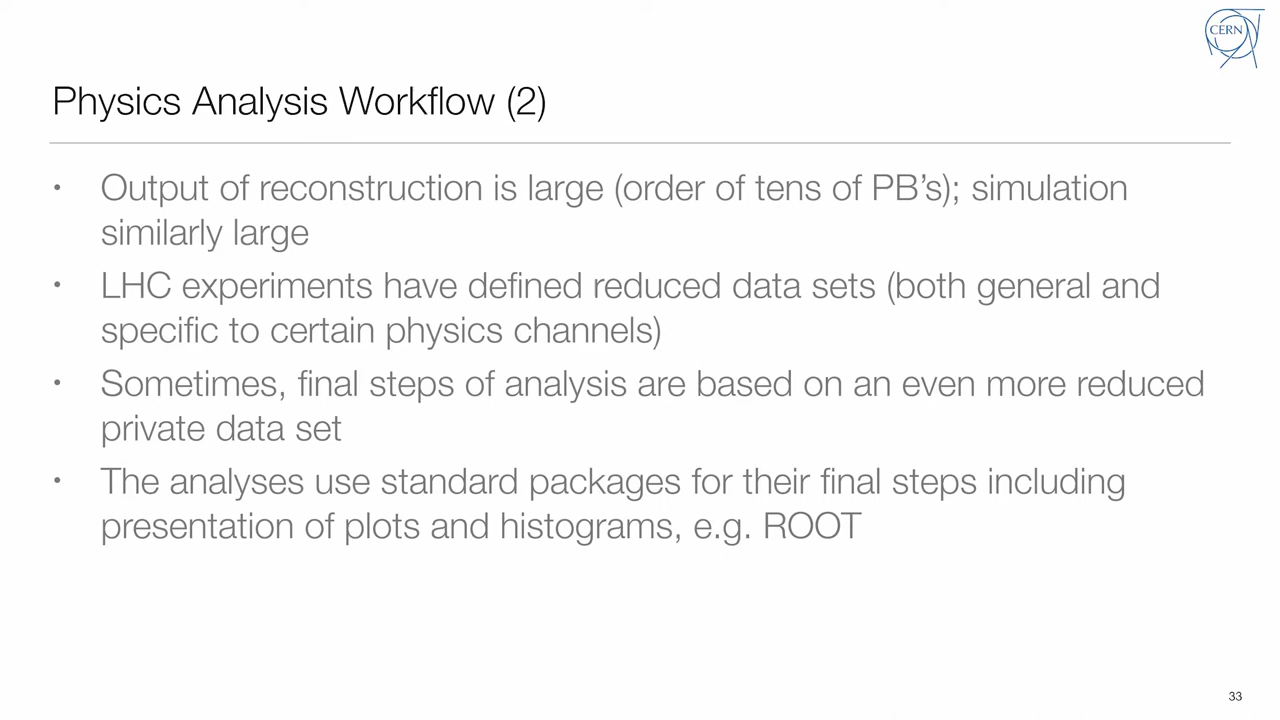 CERN
Physics Analysis Workflow (2)
• Output of reconstruction is large (order of tens of PB’s); simulation
similarly large
• LHC experiments have defined reduced data sets (both general and
specific to certain physics channels)
• Sometimes, final steps of analysis are based on an even more reduced
private data set
• The analyses use standard packages for their final steps including
presentation of plots and histograms, e.g. ROOT
33